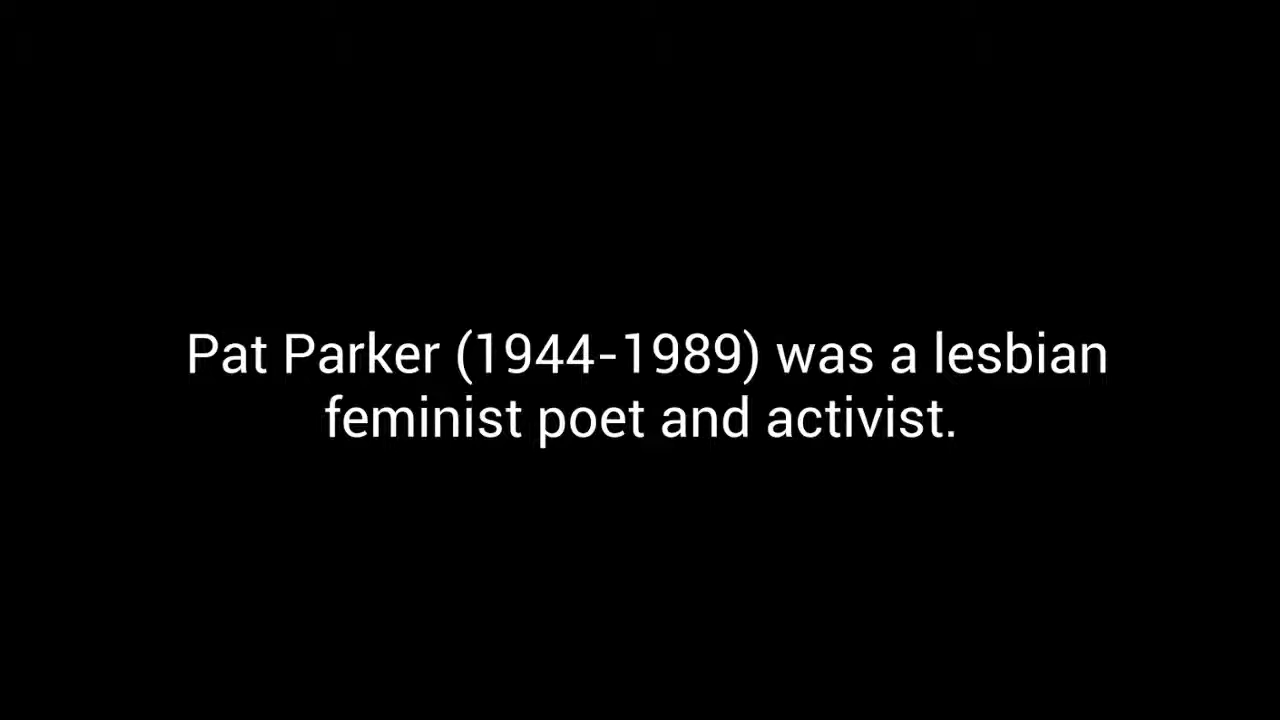 Pat Parker (1944-1989) was a lesbian
feminist poet and activist.